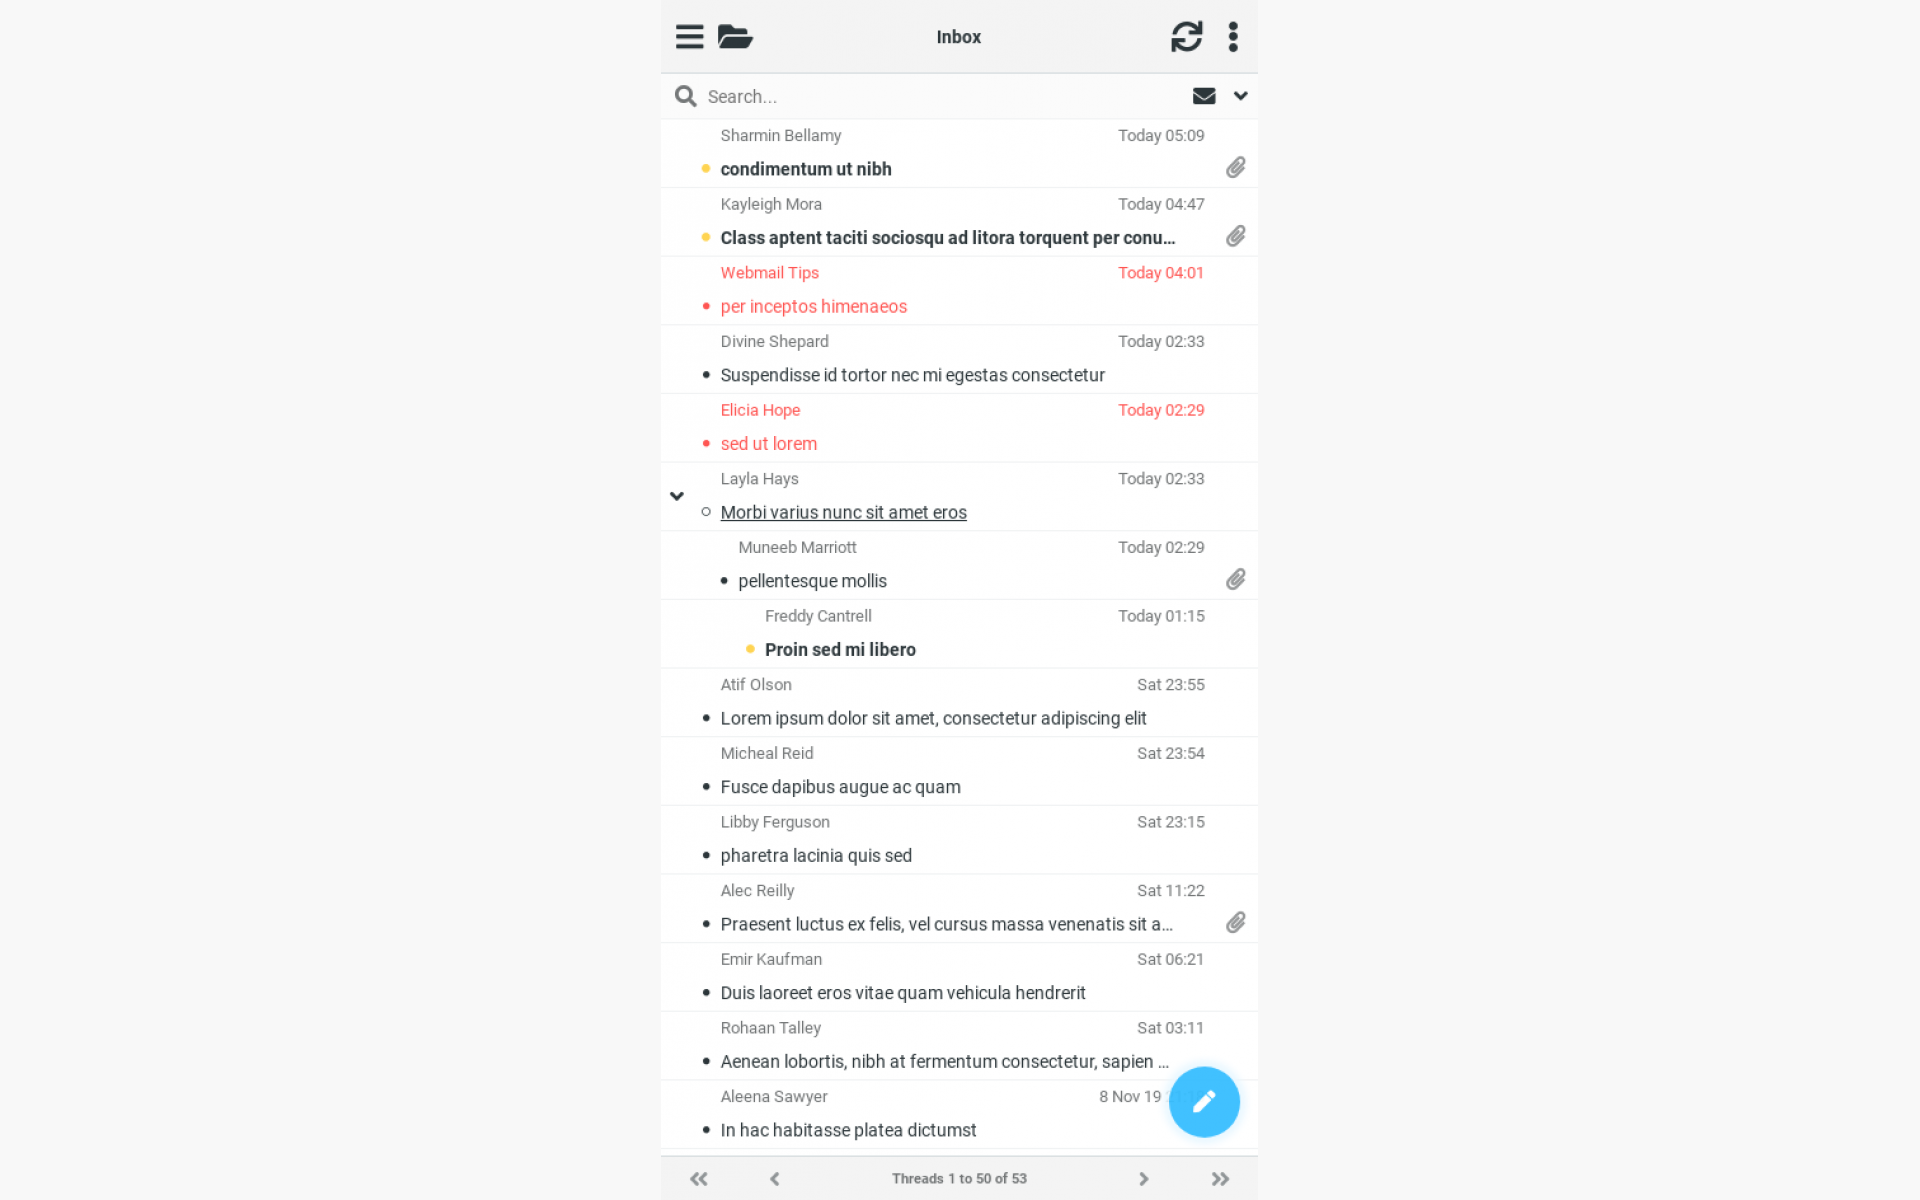 Inbox
Search...
Sharmin Bellamy Today 05:09
condimentum ut nibh
Kayleigh Mora Today 04:47
Class aptent taciti sociosqu ad litora torquent per conu...
Webmail Tips Today 04:01
per inceptos himenaeos
Divine Shepard Today 02:33
Suspendisse id tortor nec mi egestas consectetur
Elicia Hope Today 02:29
sed ut lorem
Layla Hays Today 02:33
Morbi varius nunc sit amet eros
Muneeb Marriott Today 02:29
pellentesque mollis
Freddy Cantrell Today 01:15
Proin sed mi libero
Atif Olson Sat 23:55
Lorem ipsum dolor sit amet, consectetur adipiscing elit
Micheal Reid Sat 23:54
Fusce dapibus augue ac quam
Libby Ferguson Sat 23:15
pharetra lacinia quis sed
Alec Reilly Sat 11:22
Praesent luctus ex felis, vel cursus massa venenatis sit a...
Emir Kaufman Sat 06:21
Duis laoreet eros vitae quam vehicula hendrerit
Rohaan Talley Sat 03:11
Aenean lobortis, nibh at fermentum consectetur, sapien ...
Aleena Sawyer 8 Nov 19
In hac habitasse platea dictumst
Threads 1 to 50 of 53